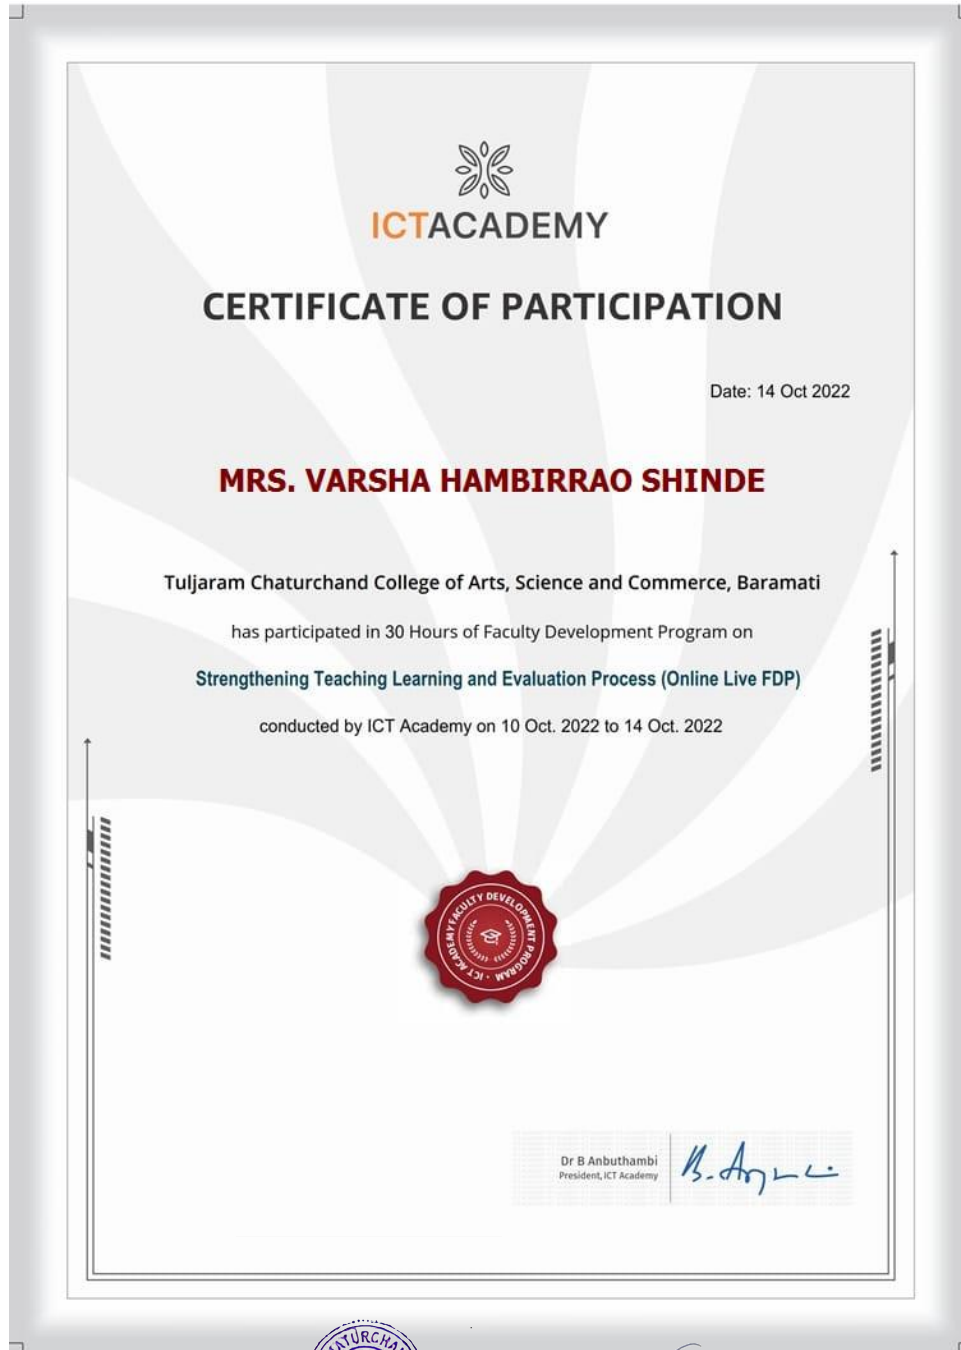 ICTACADEMY
CERTIFICATE OF PARTICIPATION
Date: 14 Oct 2022
MRS. VARSHA HAMBIRRAO SHINDE
Tuljaram Chaturchand College of Arts, Science and Commerce, Baramati
has participated in 30 Hours of Faculty Development Program on
Strengthening Teaching Learning and Evaluation Process (Online Live FDP)
conducted by ICT Academy on 10 Oct. 2022 to 14 Oct. 2022
FACULTY DEVELOPMENT PROGRAM • ICT ACADEMY
Dr B Anbuthambi
President, ICT Academy